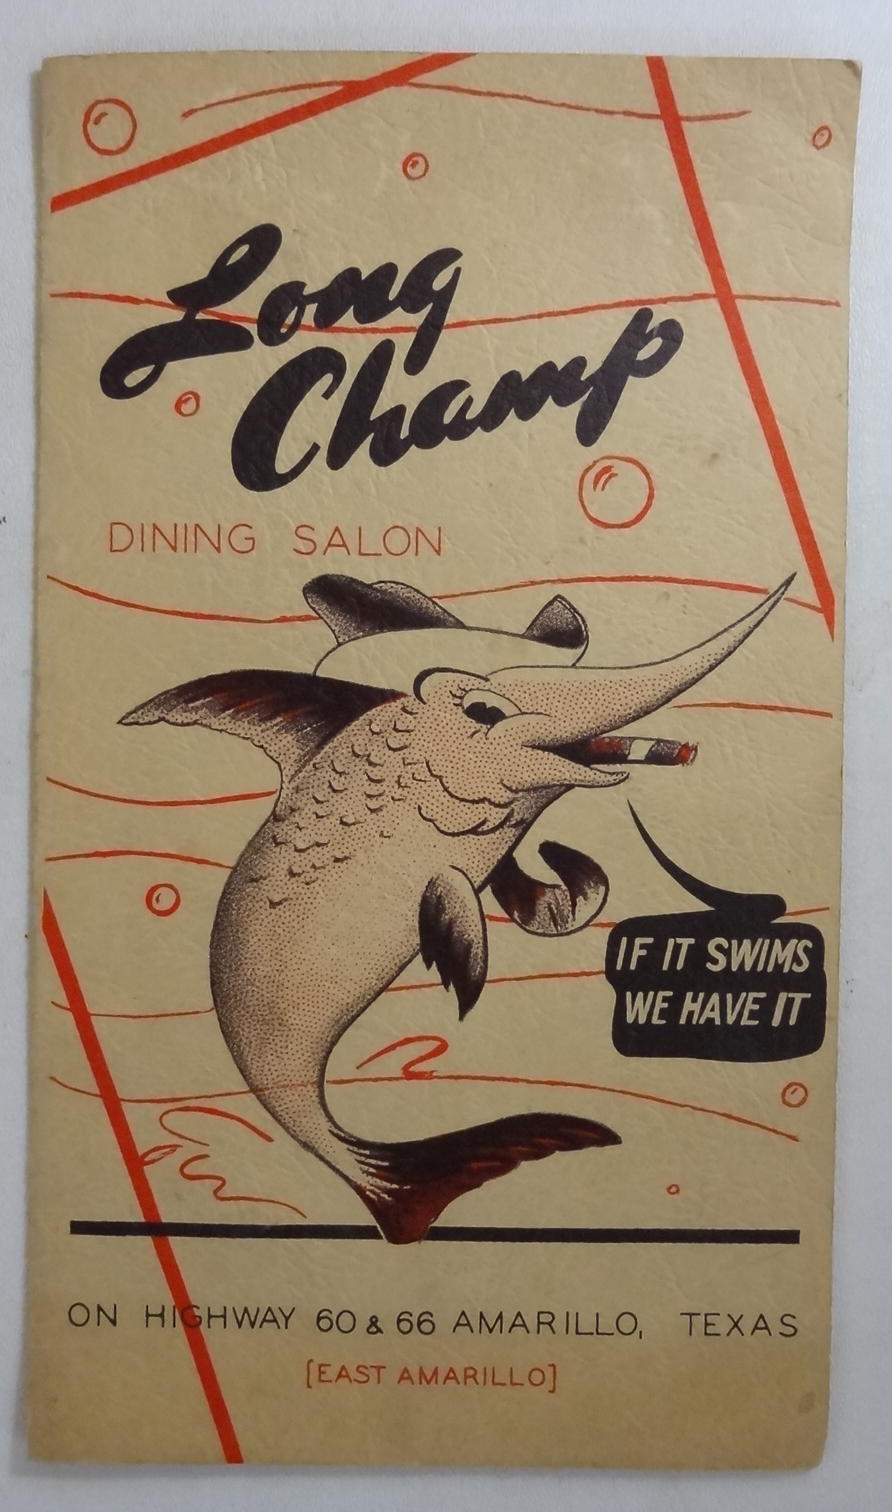 Long
Champ
DINING SALON
IF IT SWIMS
WE HAVE IT
ON HIGHWAY 60 & 66 AMARILLO, TEXAS
[EAST AMARILLO]